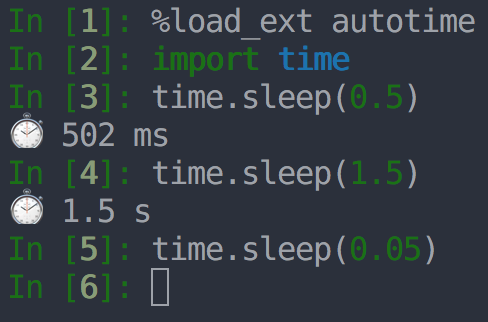 In [1]: %load_ext autotime
In [2]: import time
In [3]: time.sleep(0.5)
⏱ 502 ms
In [4]: time.sleep(1.5)
⏱ 1.5 s
In [5]: time.sleep(0.05)
In [6]: